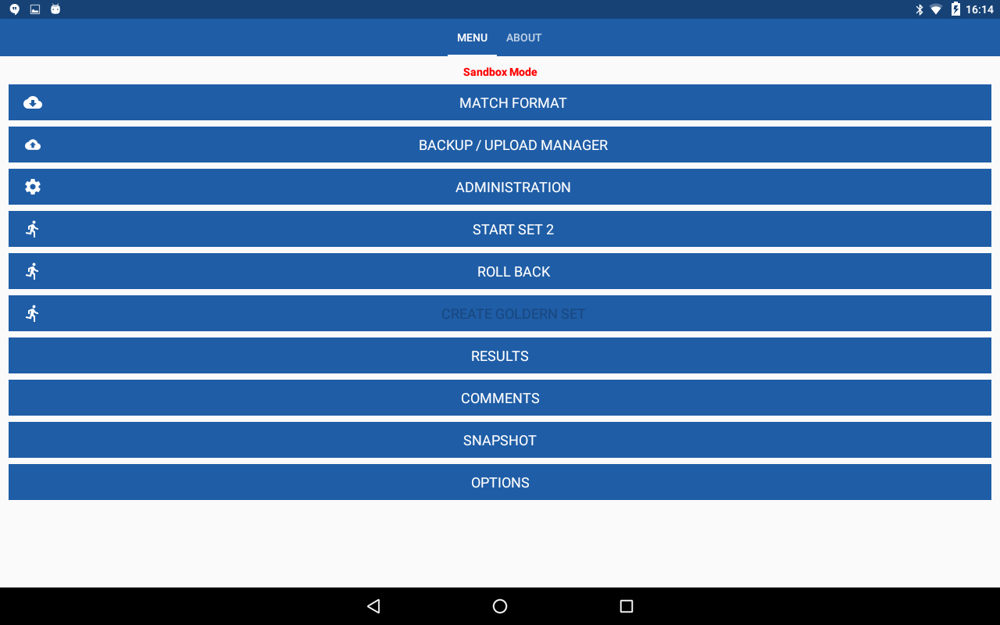 16:14
MENU
ABOUT
Sandbox Mode
MATCH FORMAT
BACKUP / UPLOAD MANAGER
ADMINISTRATION
START SET 2
ROLL BACK
CREATE GOLDERN SET
RESULTS
COMMENTS
SNAPSHOT
OPTIONS